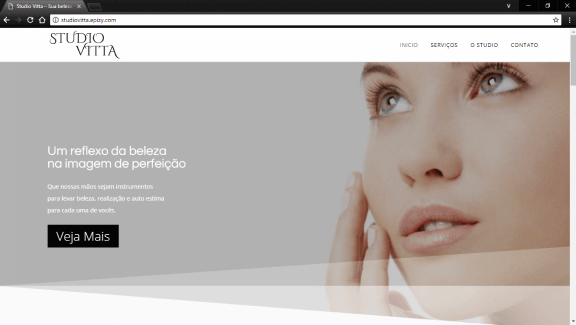 Studio Vitta – Sua beleza
studiovitta.epizy.com
STUDIO
VITTA
INICIO SERVIÇOS O STUDIO CONTATO
Um reflexo da beleza
na imagem de perfeição
Que nossas mãos sejam instrumentos
para levar beleza, realização e auto estima
para cada uma de vocês.
Veja Mais